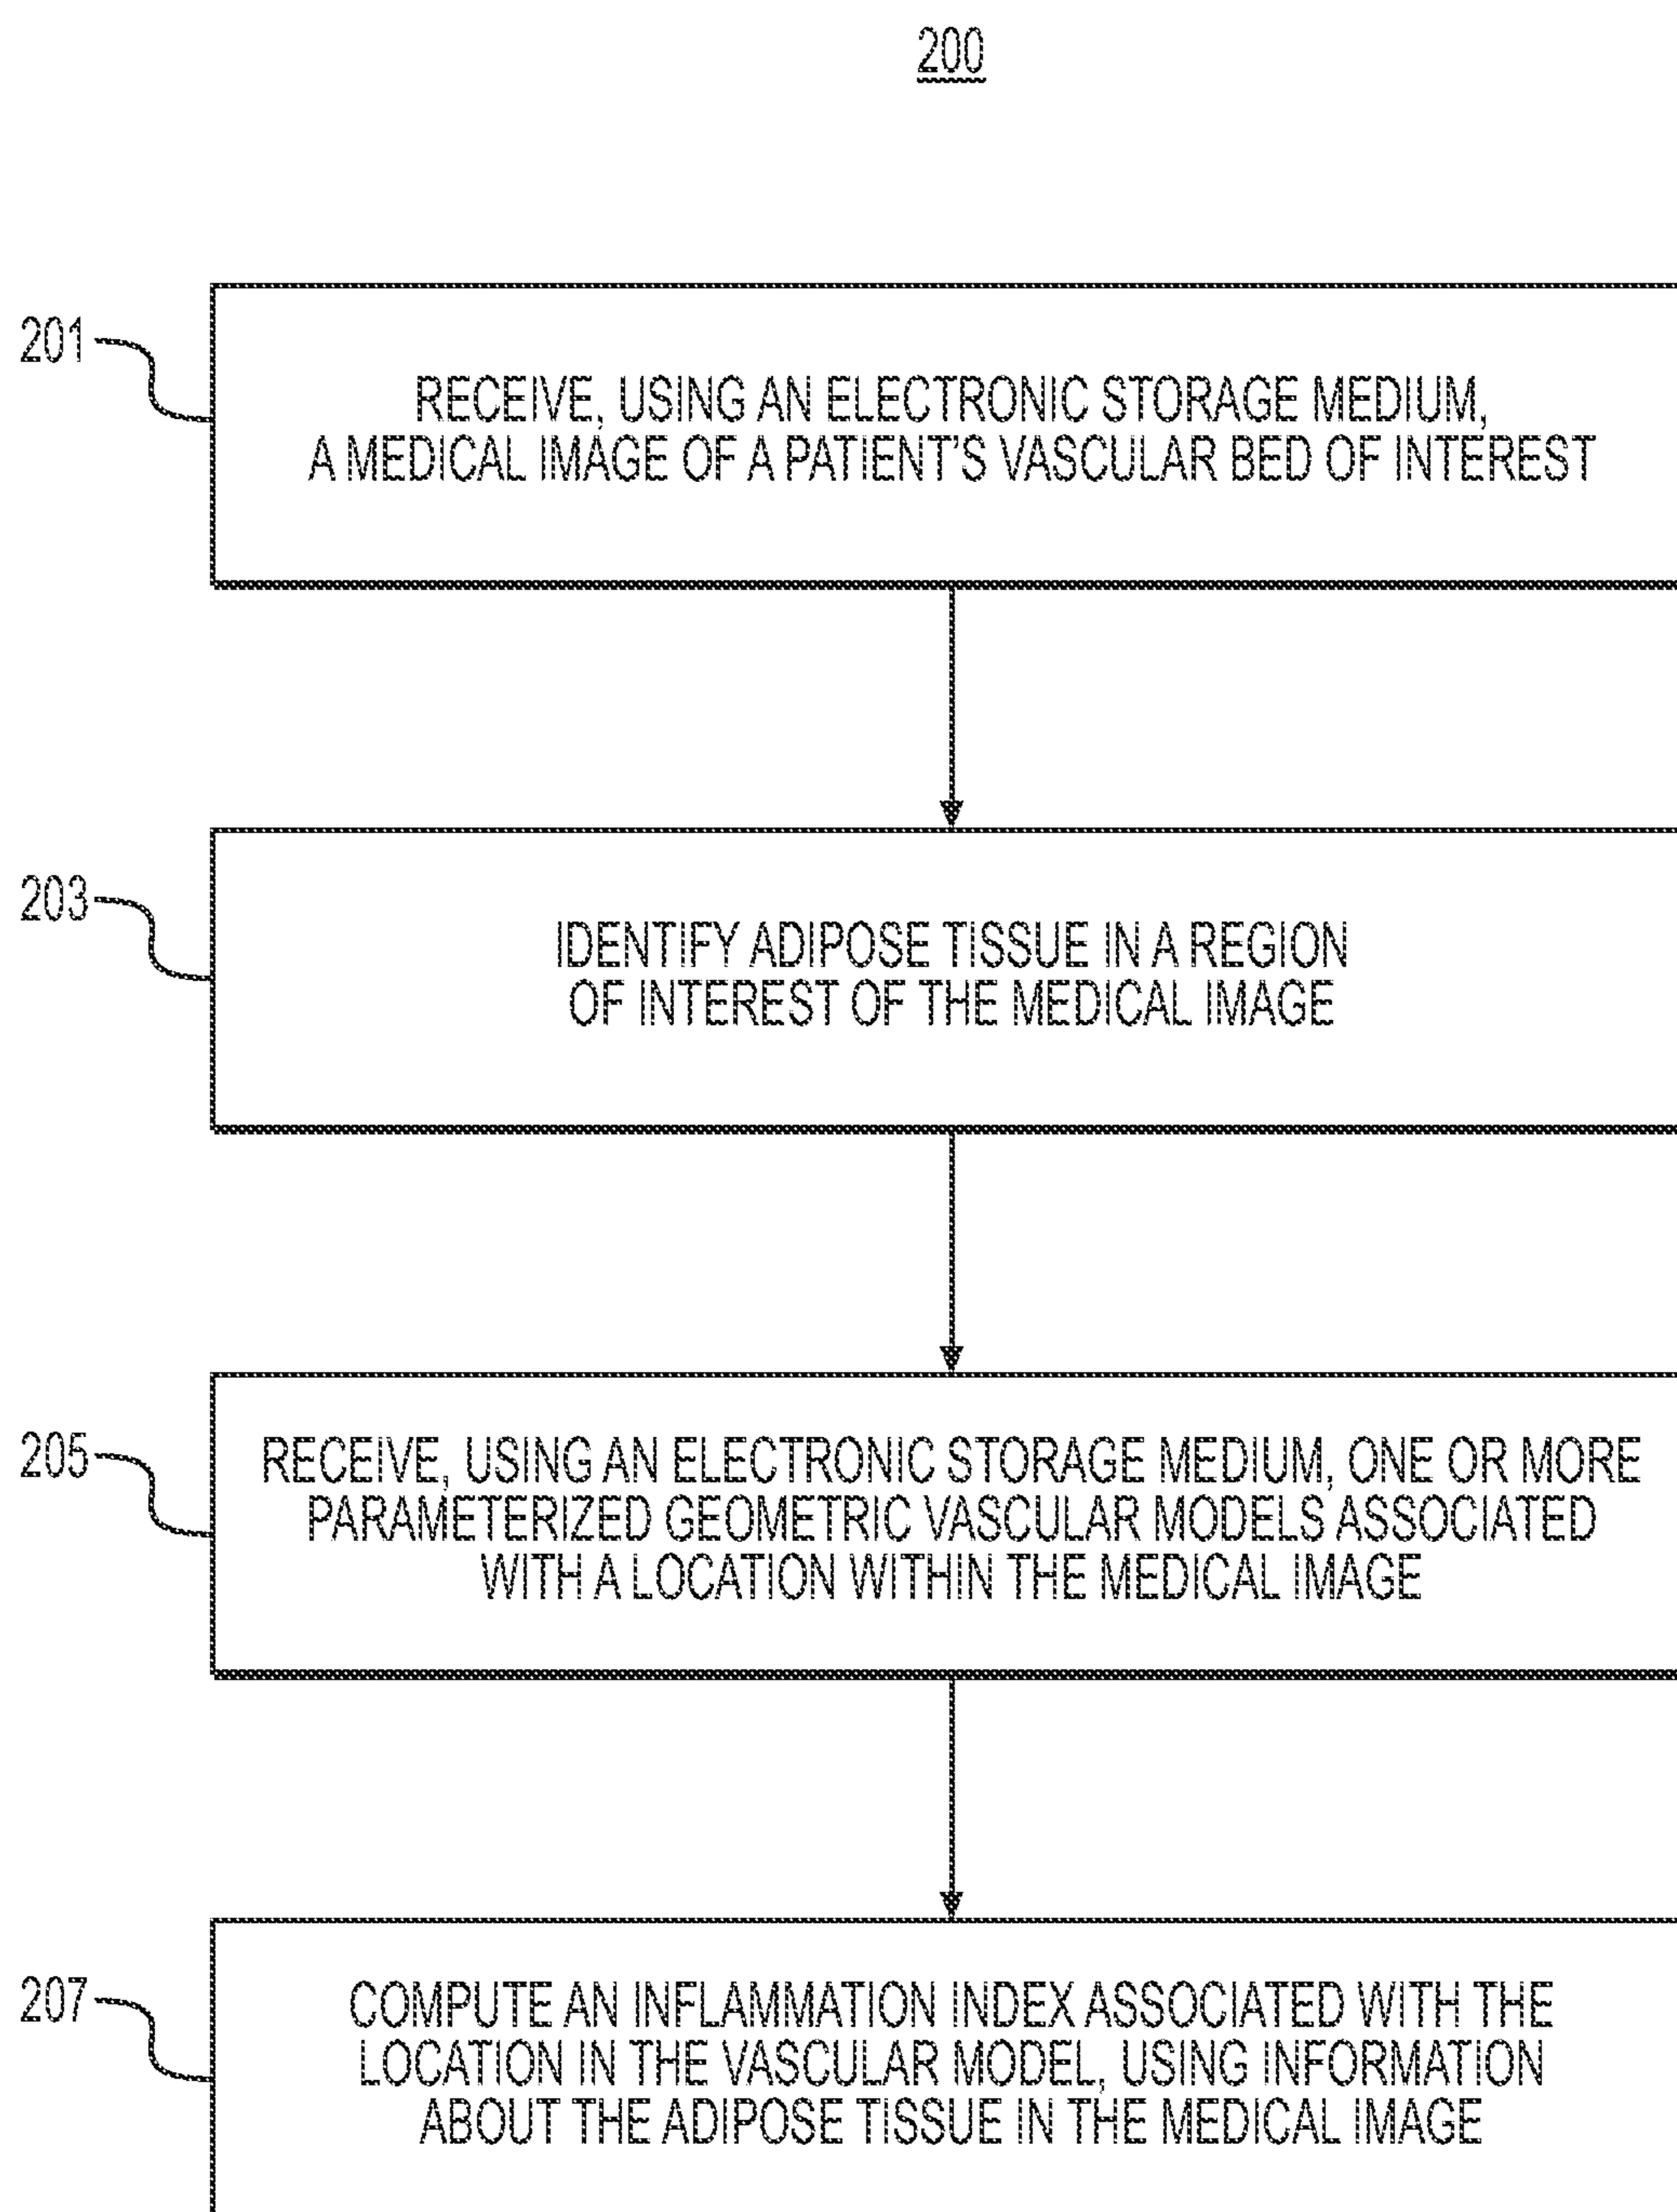 200
201
RECEIVE, USING AN ELECTRONIC STORAGE MEDIUM,
A MEDICAL IMAGE OF A PATIENT'S VASCULAR BED OF INTEREST
203
IDENTIFY ADIPOSE TISSUE IN A REGION
OF INTEREST OF THE MEDICAL IMAGE
205
RECEIVE, USING AN ELECTRONIC STORAGE MEDIUM, ONE OR MORE
PARAMETERIZED GEOMETRIC VASCULAR MODELS ASSOCIATED
WITH A LOCATION WITHIN THE MEDICAL IMAGE
207
COMPUTE AN INFLAMMATION INDEX ASSOCIATED WITH THE
LOCATION IN THE VASCULAR MODEL, USING INFORMATION
ABOUT THE ADIPOSE TISSUE IN THE MEDICAL IMAGE